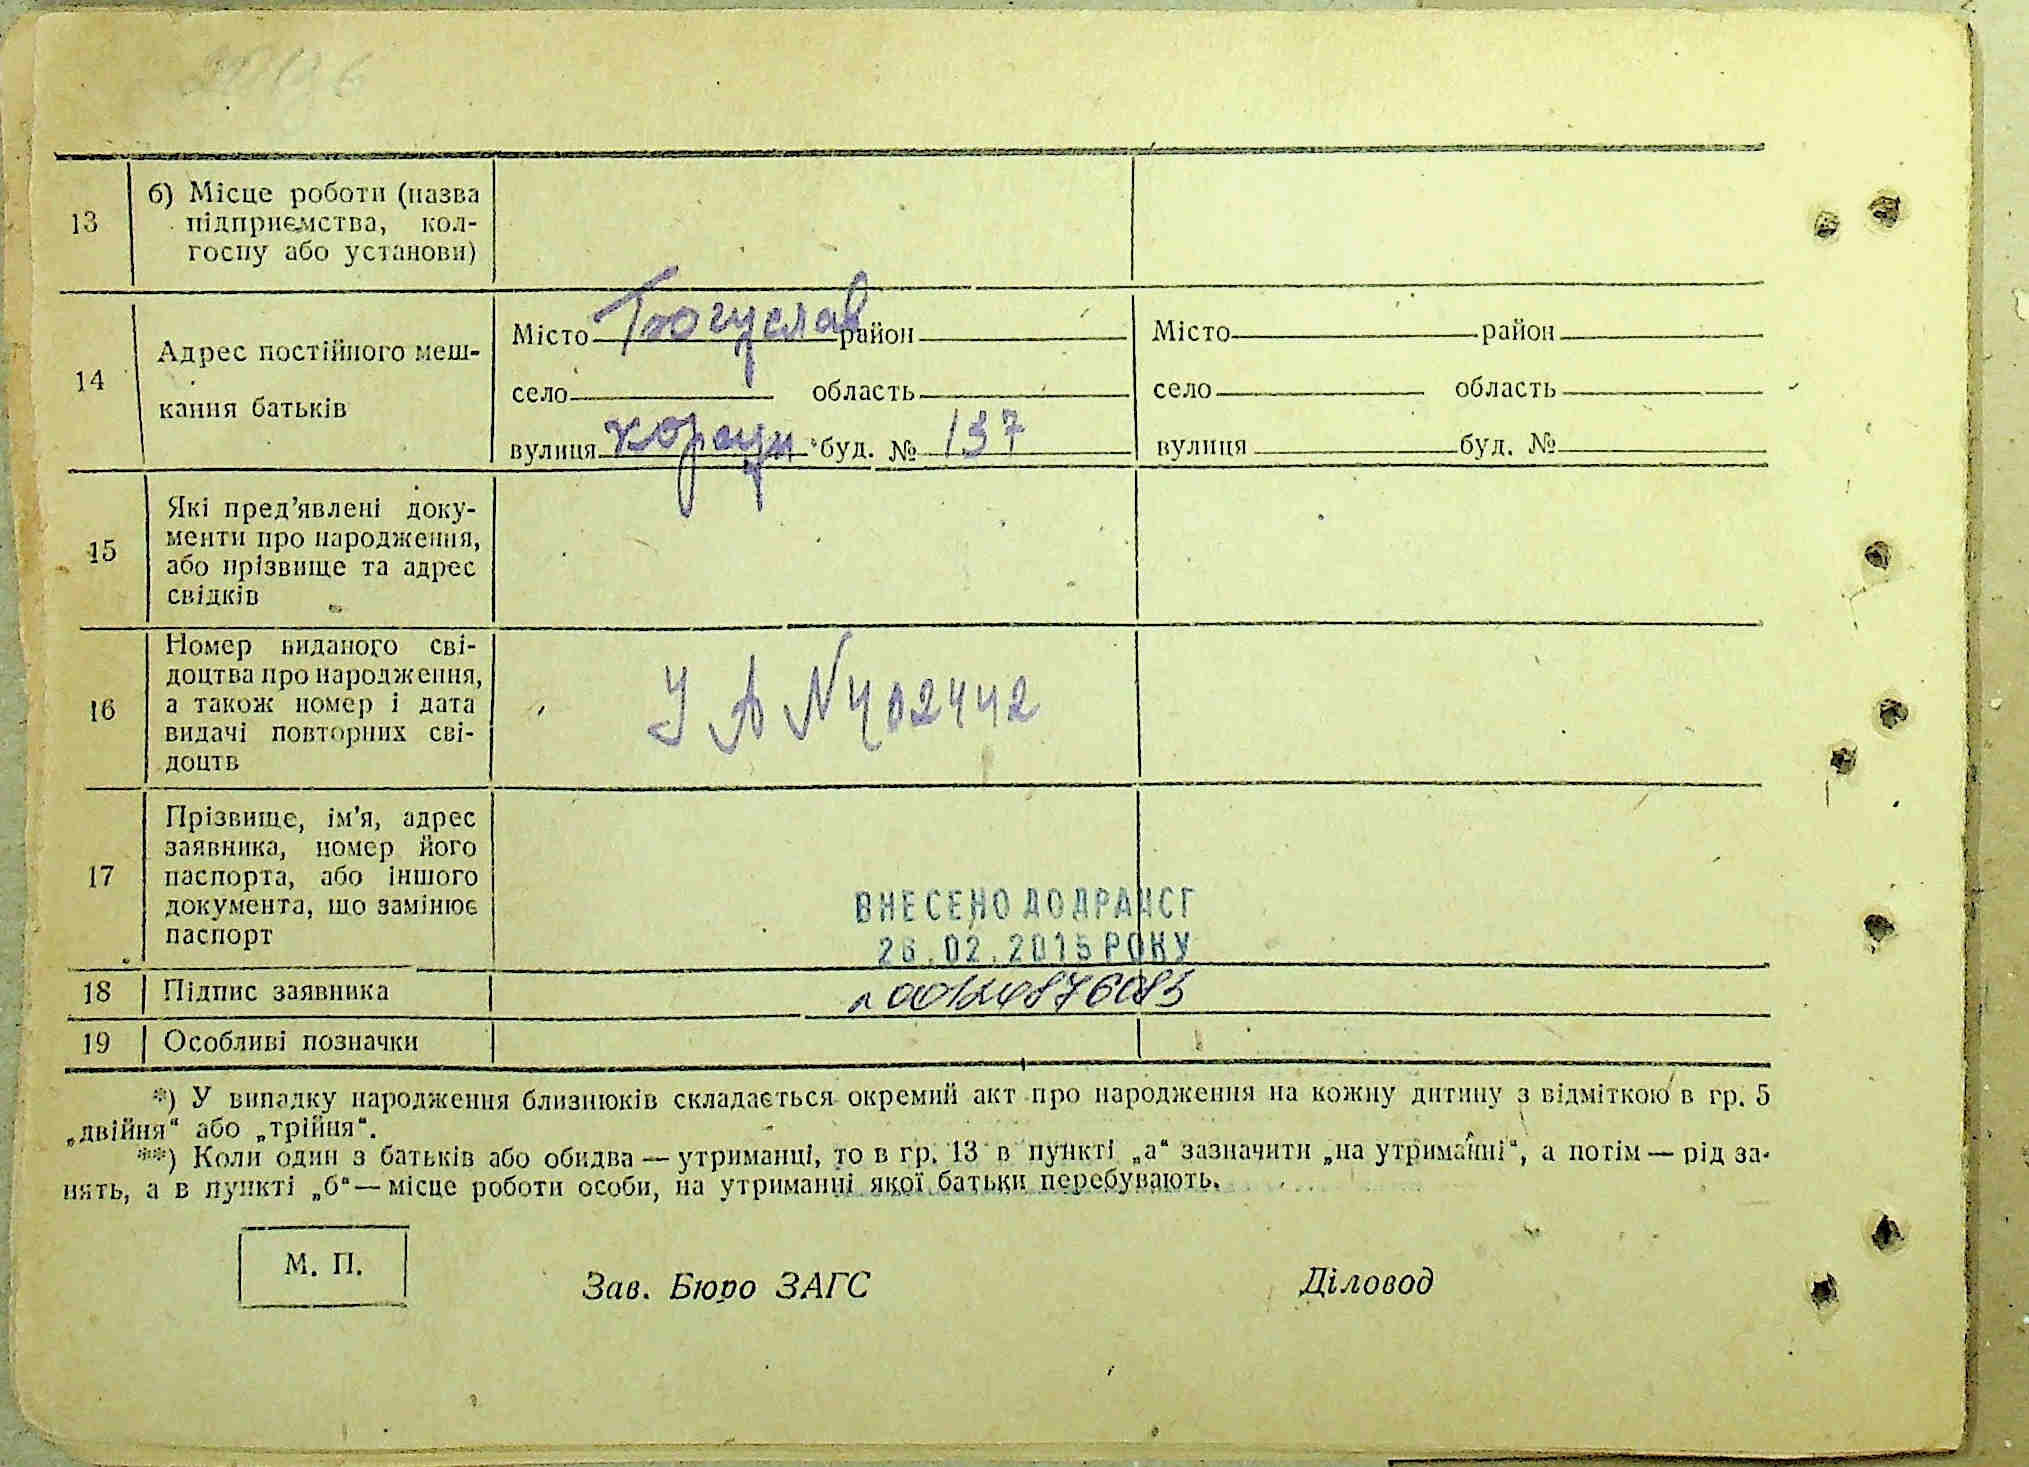 13
б) Місце роботи (назва
підприємства, кол-
госпу або установи)
14
Адрес постійного меш-
кання батьків
Місто Богуслав район
село область
вулиця буд. № 137
Місто район
село область
вулиця буд. №
15
Які пред’явлені доку-
менти про народження,
або прізвище та адрес
свідків
16
Номер виданого сві-
доцтва про народження,
а також номер і дата
видачі повторних сві-
доцтв
У А № 402442
17
Прізвище, ім’я, адрес
заявника, номер його
паспорта, або іншого
документа, що замінює
паспорт
ВНЕСЕНО ДО ДРАЦСГ
26.02.2015 РОКУ
18 Підпис заявника
19 Особливі позначки
*) У випадку народження близнюків складається окремий акт про народження на кожну дитину з відміткою в гр. 5
„двійня“ або „трійня“.
**) Коли один з батьків або обидва — утриманці, то в гр. 13 в пункті „а“ зазначити „на утриманні“, а потім — рід за-
нять, а в пункті „б“ — місце роботи особи, на утриманні якої батьки перебувають.
М. П.
Зав. Бюро ЗАГС
Діловод